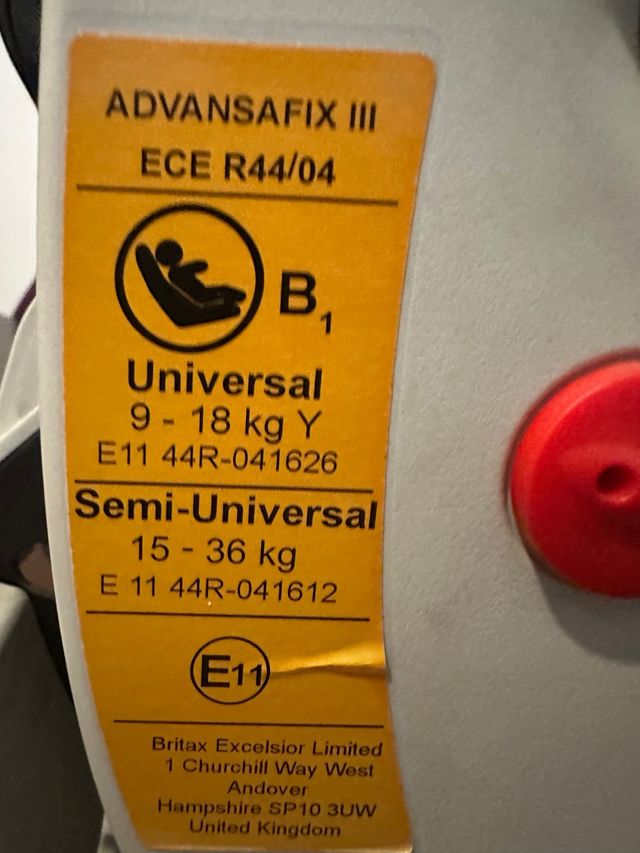 ADVANSAFIX III
ECE R44/04
B1
Universal
9 - 18 kg Y
E11 44R-041626
Semi-Universal
15 - 36 kg
E 11 44R-041612
E11
Britax Excelsior Limited
1 Churchill Way West
Andover
Hampshire SP10 3UW
United Kingdom